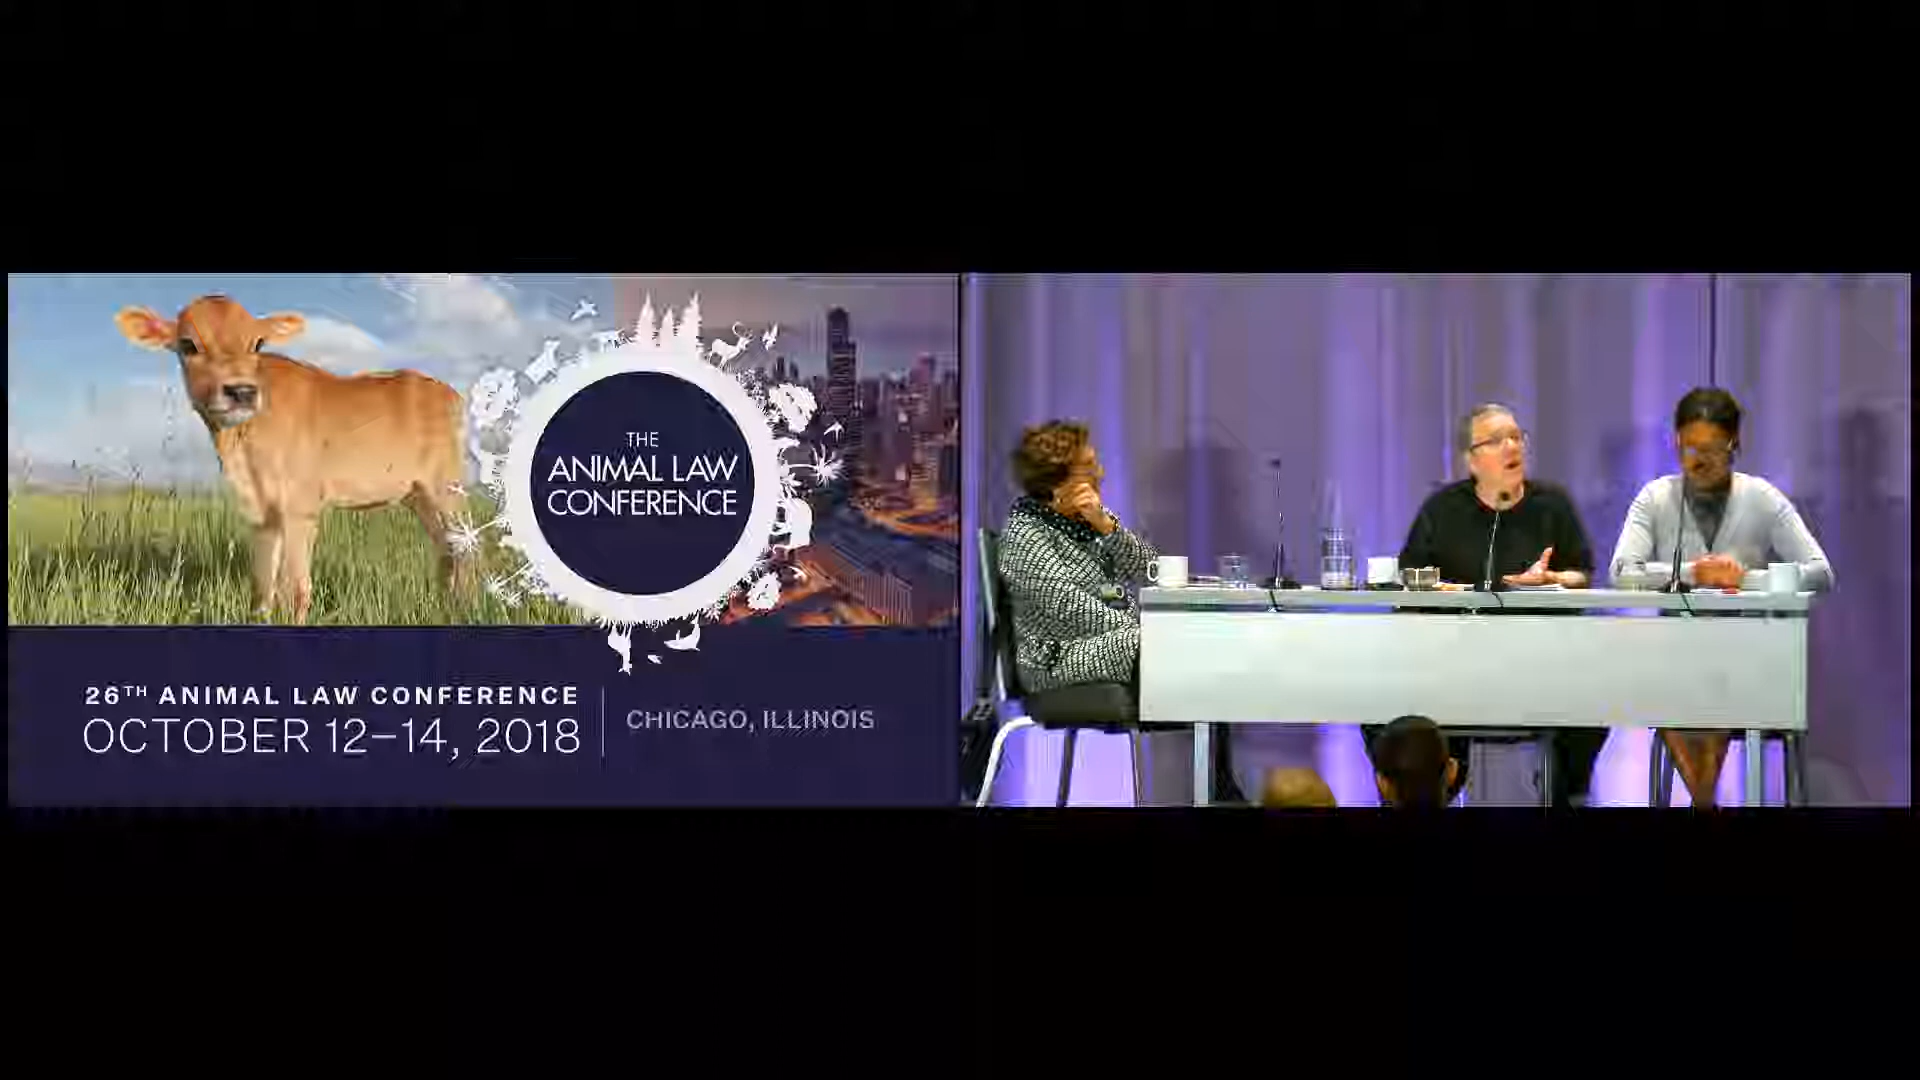 THE
ANIMAL LAW
CONFERENCE
26TH ANIMAL LAW CONFERENCE
OCTOBER 12–14, 2018
CHICAGO, ILLINOIS